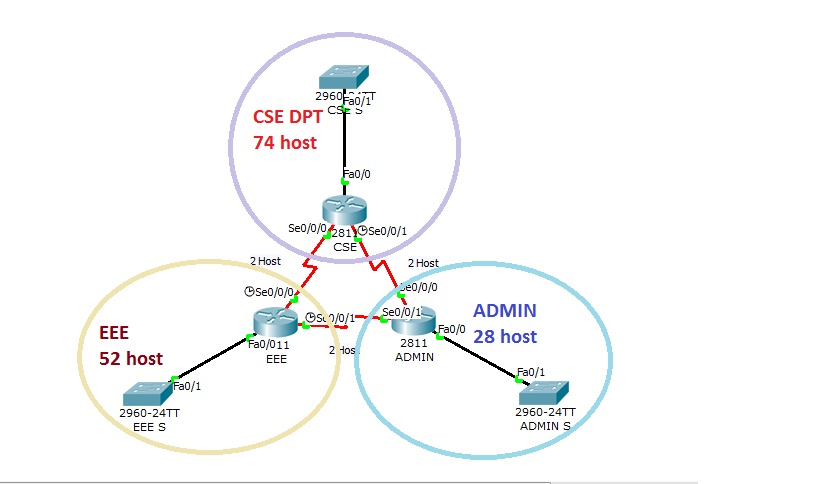 2960-24TT
Fa0/1
CSE S
CSE DPT
74 host
Fa0/0
Se0/0/0
2811
Se0/0/1
CSE
2 Host
2 Host
Se0/0/0
Se0/0/0
Se0/0/1
Se0/0/1
ADMIN
28 host
EEE
52 host
Fa0/0
11
EEE
2 Host
2811
ADMIN
Fa0/0
Fa0/1
2960-24TT
EEE S
Fa0/1
2960-24TT
ADMIN S